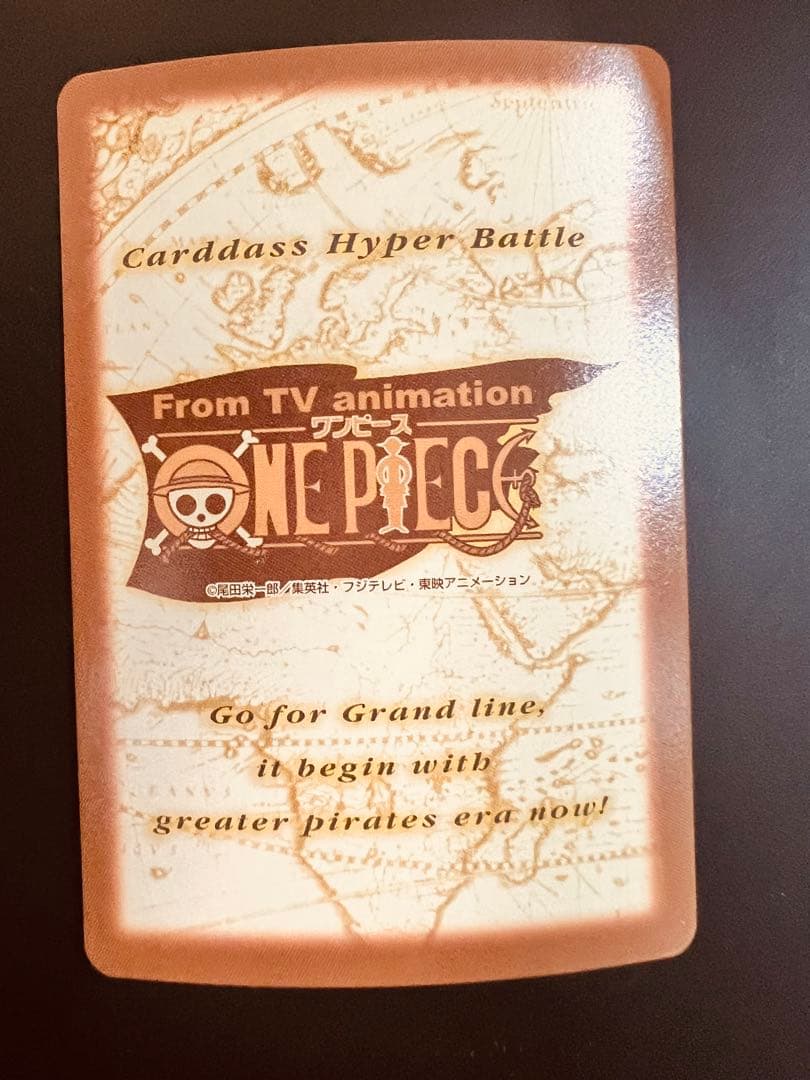 Septentrio
Carddass Hyper Battle
From TV animation
ワンピース
ONE PIECE
©尾田栄一郎／集英社・フジテレビ・東映アニメーション
Go for Grand line,
it begin with
greater pirates era now!